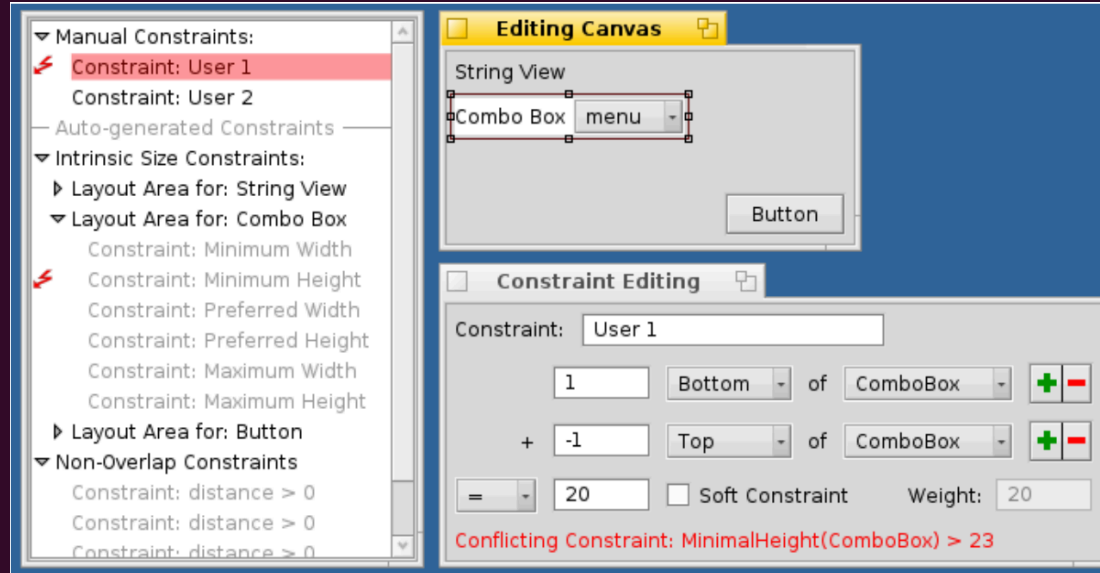 Manual Constraints:
Constraint: User 1
Constraint: User 2
Auto-generated Constraints
Intrinsic Size Constraints:
Layout Area for: String View
Layout Area for: Combo Box
Constraint: Minimum Width
Constraint: Minimum Height
Constraint: Preferred Width
Constraint: Preferred Height
Constraint: Maximum Width
Constraint: Maximum Height
Layout Area for: Button
Non-Overlap Constraints
Constraint: distance > 0
Constraint: distance > 0
Constraint: distance > 0
Editing Canvas
String View
Combo Box menu
Button
Constraint Editing
Constraint: User 1
1 Bottom of ComboBox
+ -1 Top of ComboBox
= 20 Soft Constraint Weight: 20
Conflicting Constraint: MinimalHeight(ComboBox) > 23